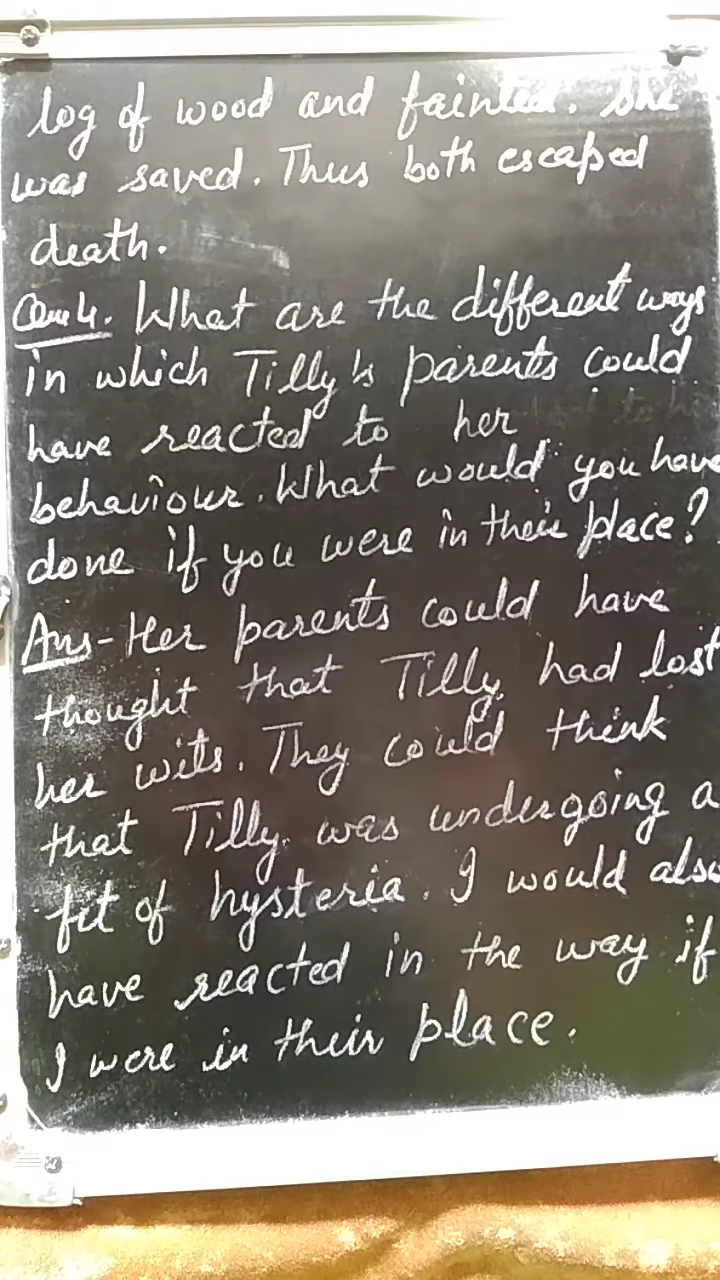 log of wood and fainted. She
was saved. Thus both escaped
death.
Ques 4. What are the different ways
in which Tilly's parents could
have reacted to her
behaviour. What would you have
done if you were in their place?
Ans- Her parents could have
thought that Tilly had lost
her wits. They could think
that Tilly was undergoing a
fit of hysteria. I would also
have reacted in the way if
I were in their place.